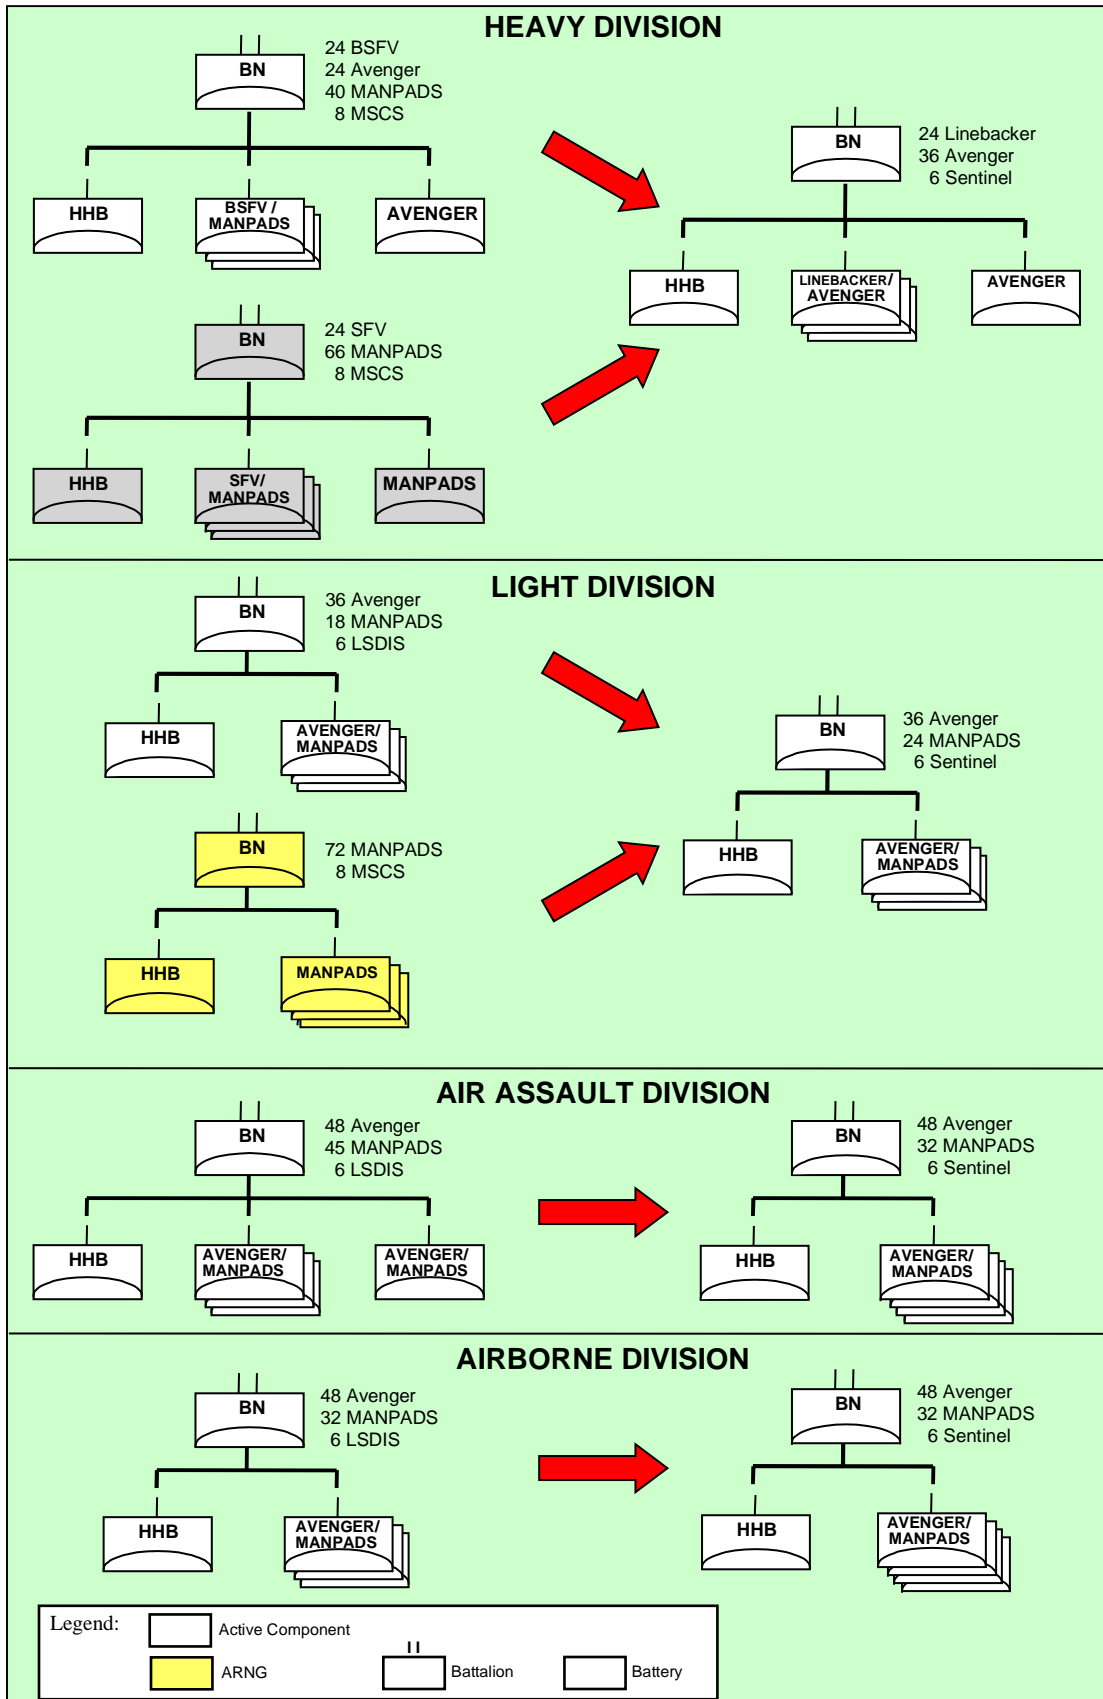 HEAVY DIVISION
BN
24 BSFV
24 Avenger
40 MANPADS
8 MSCS
HHB
BSFV /
MANPADS
AVENGER
BN
24 SFV
66 MANPADS
8 MSCS
HHB
SFV/
MANPADS
MANPADS
BN
24 Linebacker
36 Avenger
6 Sentinel
HHB
LINEBACKER/
AVENGER
AVENGER
LIGHT DIVISION
BN
36 Avenger
18 MANPADS
6 LSDIS
HHB
AVENGER/
MANPADS
BN
72 MANPADS
8 MSCS
HHB
MANPADS
BN
36 Avenger
24 MANPADS
6 Sentinel
HHB
AVENGER/
MANPADS
AIR ASSAULT DIVISION
BN
48 Avenger
45 MANPADS
6 LSDIS
HHB
AVENGER/
MANPADS
AVENGER/
MANPADS
BN
48 Avenger
32 MANPADS
6 Sentinel
HHB
AVENGER/
MANPADS
AIRBORNE DIVISION
BN
48 Avenger
32 MANPADS
6 LSDIS
HHB
AVENGER/
MANPADS
BN
48 Avenger
32 MANPADS
6 Sentinel
HHB
AVENGER/
MANPADS
Legend:
Active Component
ARNG
Battalion
Battery